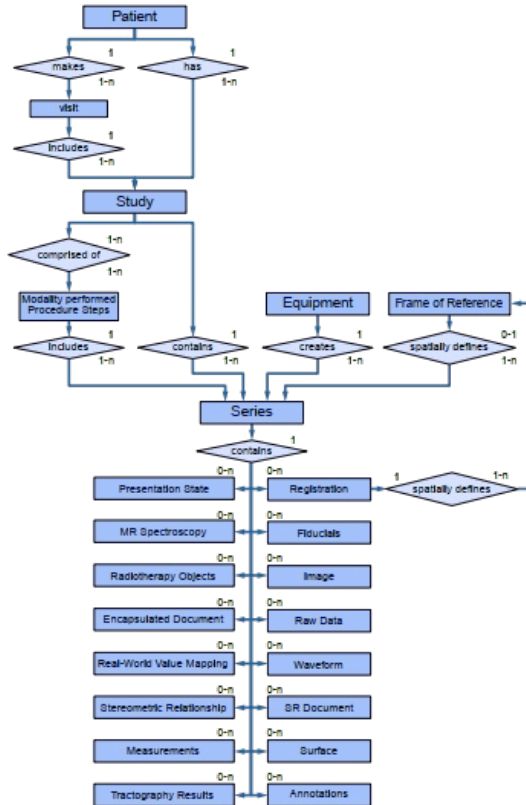 Patient
1
1
makes
has
1-n
1-n
visit
1
includes
1-n
Study
1-n
comprised of
1-n
Modality performed
Procedure Steps
Equipment
Frame of Reference
1
1
1
0-1
includes
contains
creates
spatially defines
1-n
1-n
1-n
1-n
Series
1
contains
0-n
0-n
1
1-n
Presentation State
Registration
spatially defines
0-n
0-n
MR Spectroscopy
Fiducials
0-n
0-n
Radiotherapy Objects
Image
0-n
0-n
Encapsulated Document
Raw Data
0-n
0-n
Real-World Value Mapping
Waveform
0-n
0-n
Stereometric Relationship
SR Document
0-n
0-n
Measurements
Surface
0-n
0-n
Tractography Results
Annotations